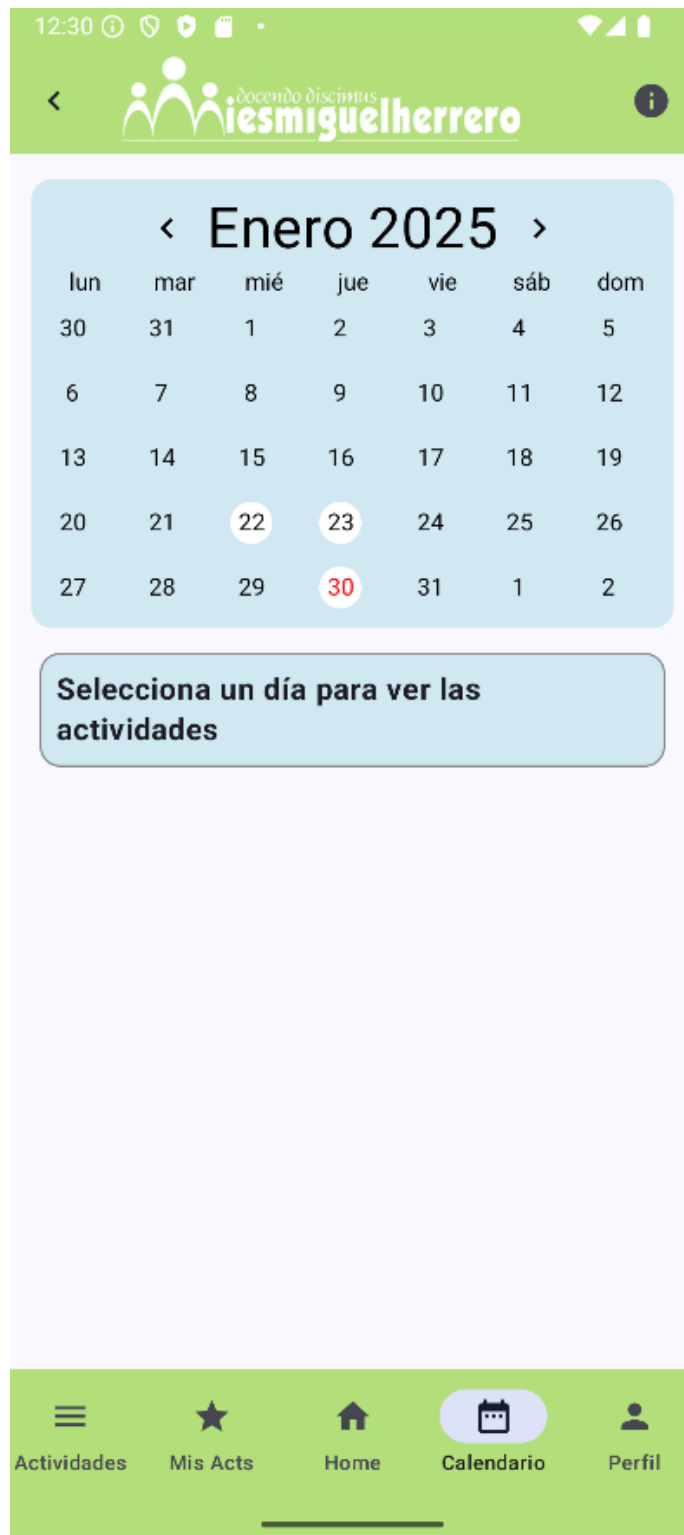 12:30
docendo discimus
iesmiguelherrero
Enero 2025
lun mar mié jue vie sáb dom
30 31 1 2 3 4 5
6 7 8 9 10 11 12
13 14 15 16 17 18 19
20 21 22 23 24 25 26
27 28 29 30 31 1 2
Selecciona un día para ver las
actividades
Actividades Mis Acts Home Calendario Perfil